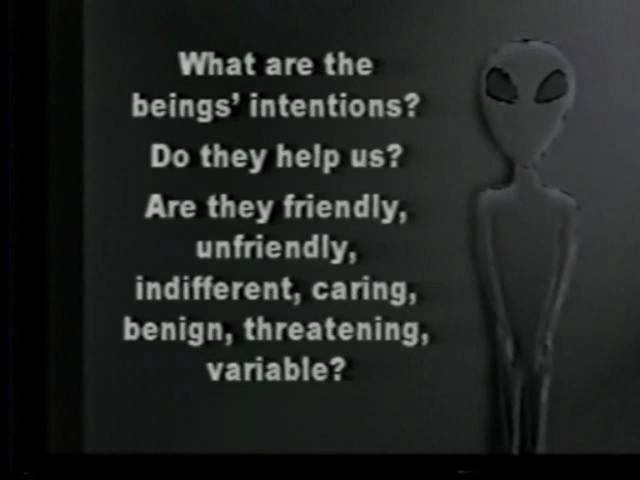 What are the
beings' intentions?
Do they help us?
Are they friendly,
unfriendly,
indifferent, caring,
benign, threatening,
variable?